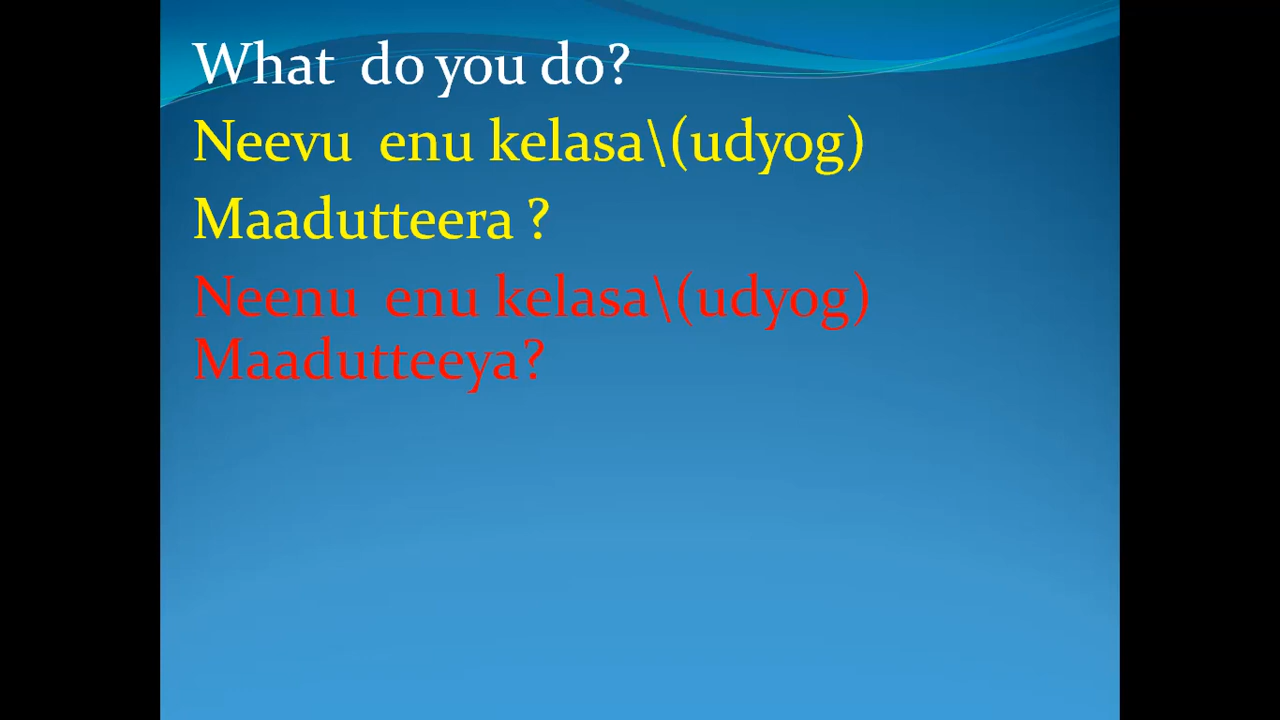 What do you do?
Neevu enu kelasa\(udyog)
Maadutteera ?
Neenu enu kelasa\(udyog)
Maadutteeya?